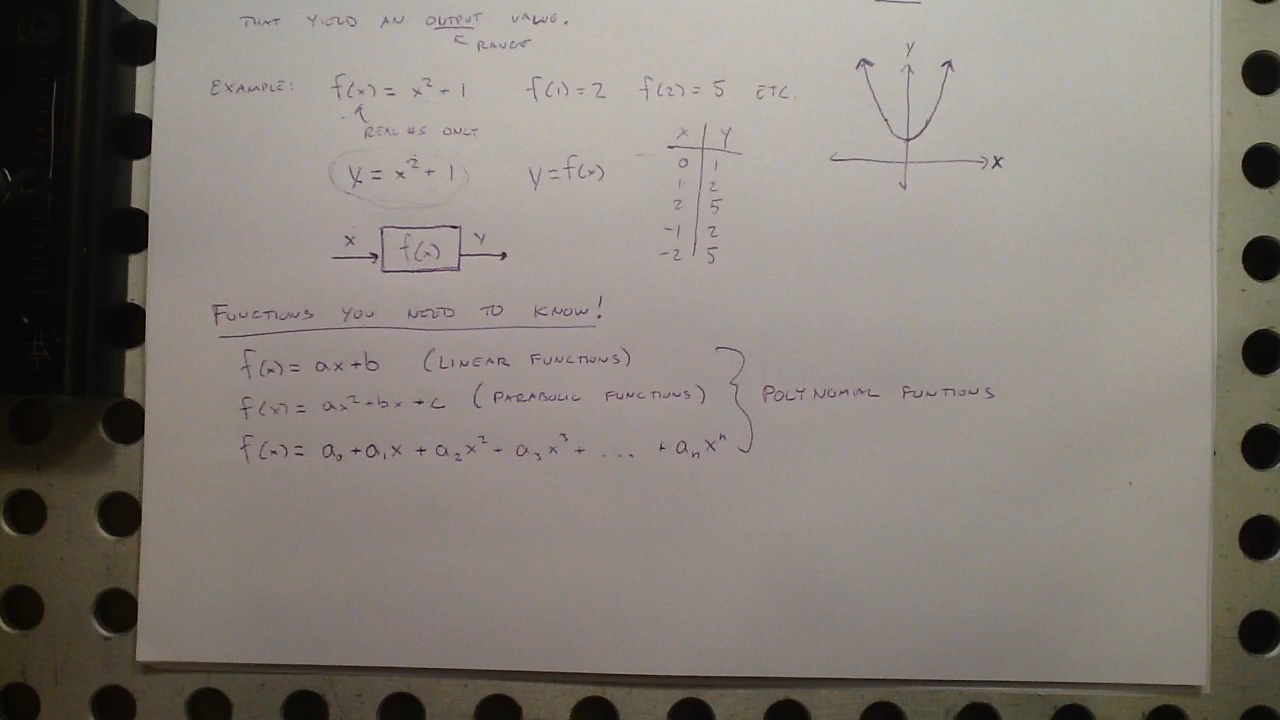 THAT YIELD AN OUTPUT VALUE.
RANGE
EXAMPLE: f(x) = x² + 1 f(1) = 2 f(2) = 5 ETC.
REAL #S ONLY
y = x² + 1 y = f(x)
x y
0 1
1 2
2 5
-1 2
-2 5
y
x
x f(x) y
FUNCTIONS YOU NEED TO KNOW!
f(x) = ax+b (LINEAR FUNCTIONS)
f(x) = ax²+bx+c (PARABOLIC FUNCTIONS)
POLYNOMIAL FUNTIONS
f(x) = a₀ + a₁x + a₂x² + a₃x³ + ... + aₙxⁿ